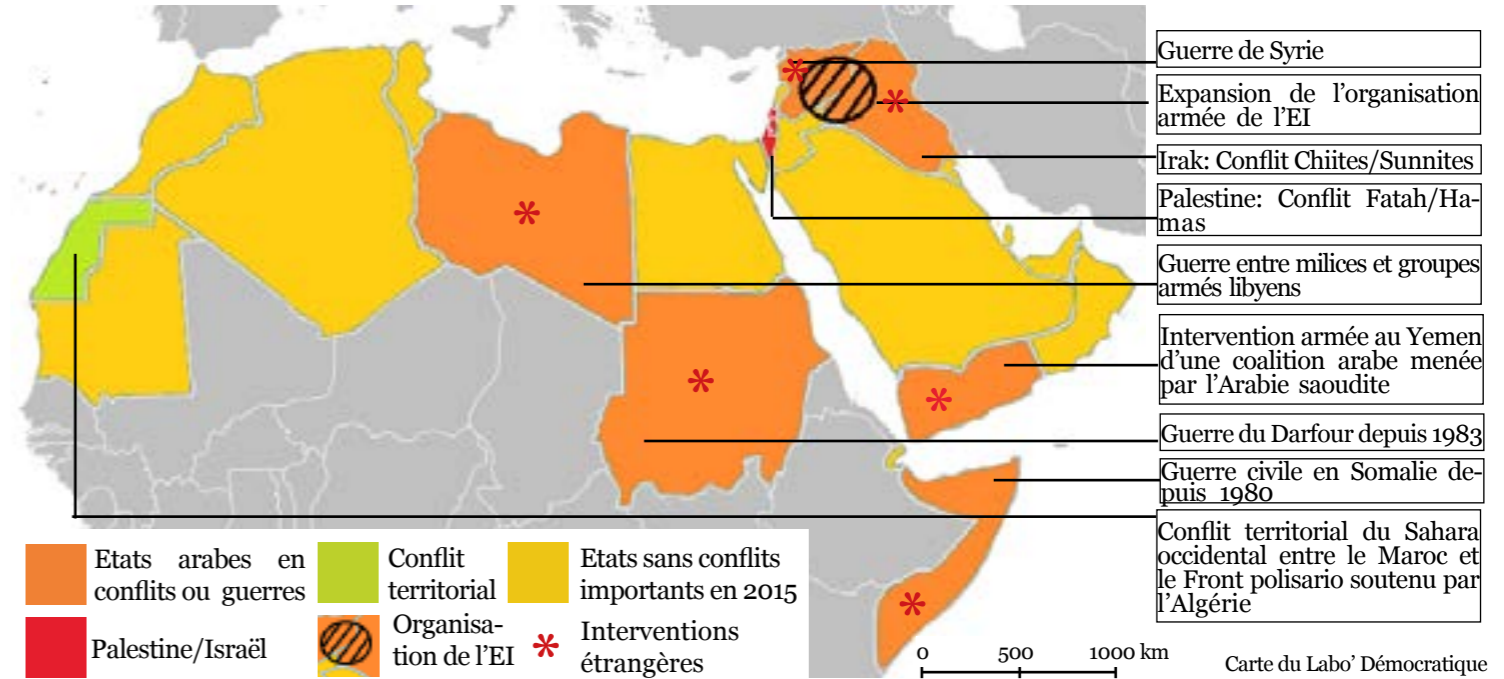 Guerre de Syrie
Expansion de l'organisation
armée de l'EI
Irak: Conflit Chiites/Sunnites
Palestine: Conflit Fatah/Ha-
mas
Guerre entre milices et groupes
armés libyens
Intervention armée au Yemen
d'une coalition arabe menée
par l'Arabie saoudite
Guerre du Darfour depuis 1983
Guerre civile en Somalie de-
puis 1980
Conflit territorial du Sahara
occidental entre le Maroc et
le Front polisario soutenu par
l'Algérie
Etats arabes en
conflits ou guerres
Conflit
territorial
Etats sans conflits
importants en 2015
Palestine/Israël
Organisa-
tion de l'EI
* Interventions
étrangères
0 500 1000 km
Carte du Labo' Démocratique